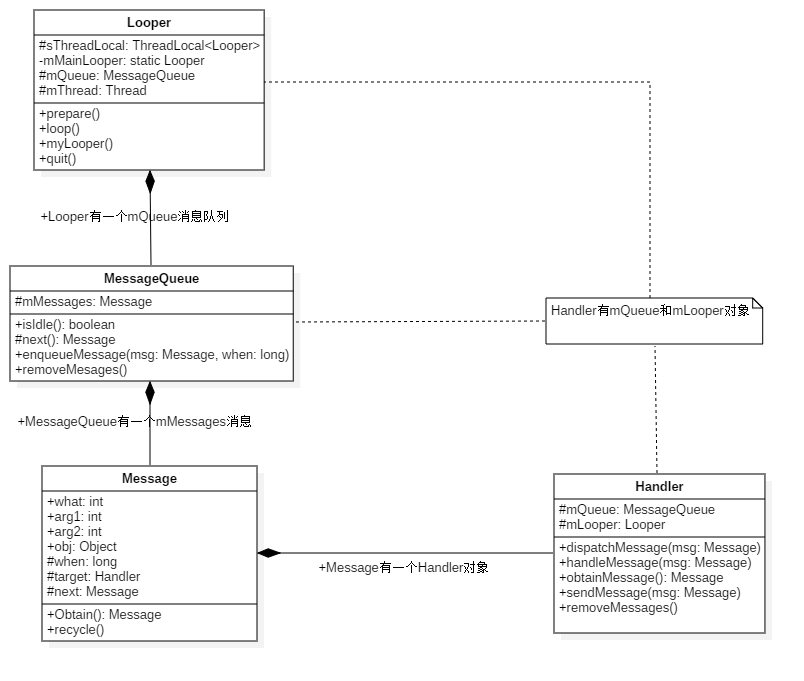 Looper
#sThreadLocal: ThreadLocal<Looper>
-mMainLooper: static Looper
#mQueue: MessageQueue
#mThread: Thread
+prepare()
+loop()
+myLooper()
+quit()
+Looper有一个mQueue消息队列
MessageQueue
#mMessages: Message
+isIdle(): boolean
#next(): Message
+enqueueMessage(msg: Message, when: long)
+removeMesages()
Handler有mQueue和mLooper对象
+MessageQueue有一个mMessages消息
Message
+what: int
+arg1: int
+arg2: int
+obj: Object
#when: long
#target: Handler
#next: Message
+Obtain(): Message
+recycle()
+Message有一个Handler对象
Handler
#mQueue: MessageQueue
#mLooper: Looper
+dispatchMessage(msg: Message)
+handleMessage(msg: Message)
+obtainMessage(): Message
+sendMessage(msg: Message)
+removeMessages()